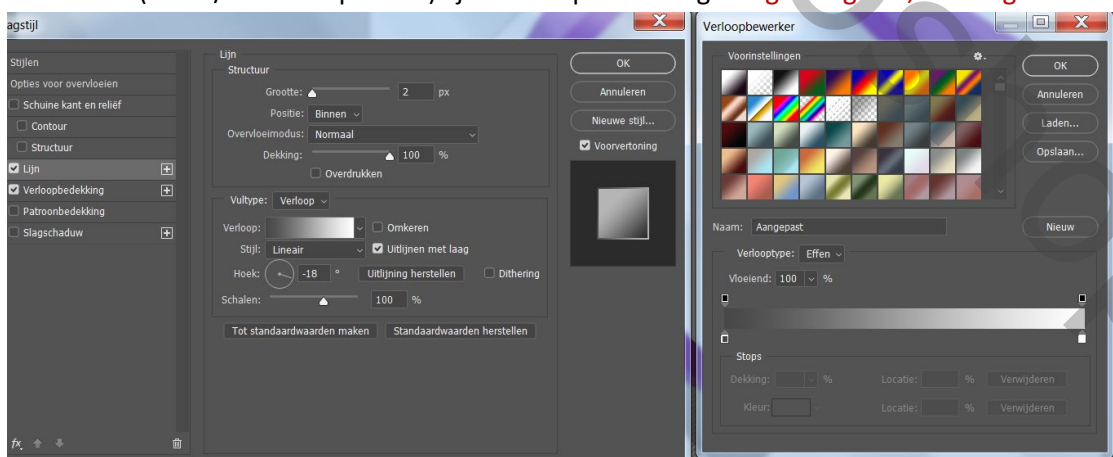 agstijl
Stijlen
Opties voor overvloeien
Schuine kant en reliëf
Contour
Structuur
Lijn
Verloopbedekking
Patroonbedekking
Slagschaduw
fx
Lijn
Structuur
Grootte: 2 px
Positie: Binnen
Overvloeimodus: Normaal
Dekking: 100 %
Overdrukken
Vultype: Verloop
Verloop: Omkeren
Stijl: Lineair Uitlijnen met laag
Hoek: -18 ° Uitlijning herstellen Dithering
Schalen: 100 %
Tot standaardwaarden maken Standaardwaarden herstellen
OK
Annuleren
Nieuwe stijl...
Voorvertoning
Verloopbewerker
Voorinstellingen
OK
Annuleren
Laden...
Opslaan...
Naam: Aangepast Nieuw
Verlooptype: Effen
Vloeiend: 100 %
Stops
Dekking: % Locatie: % Verwijderen
Kleur: Locatie: % Verwijderen